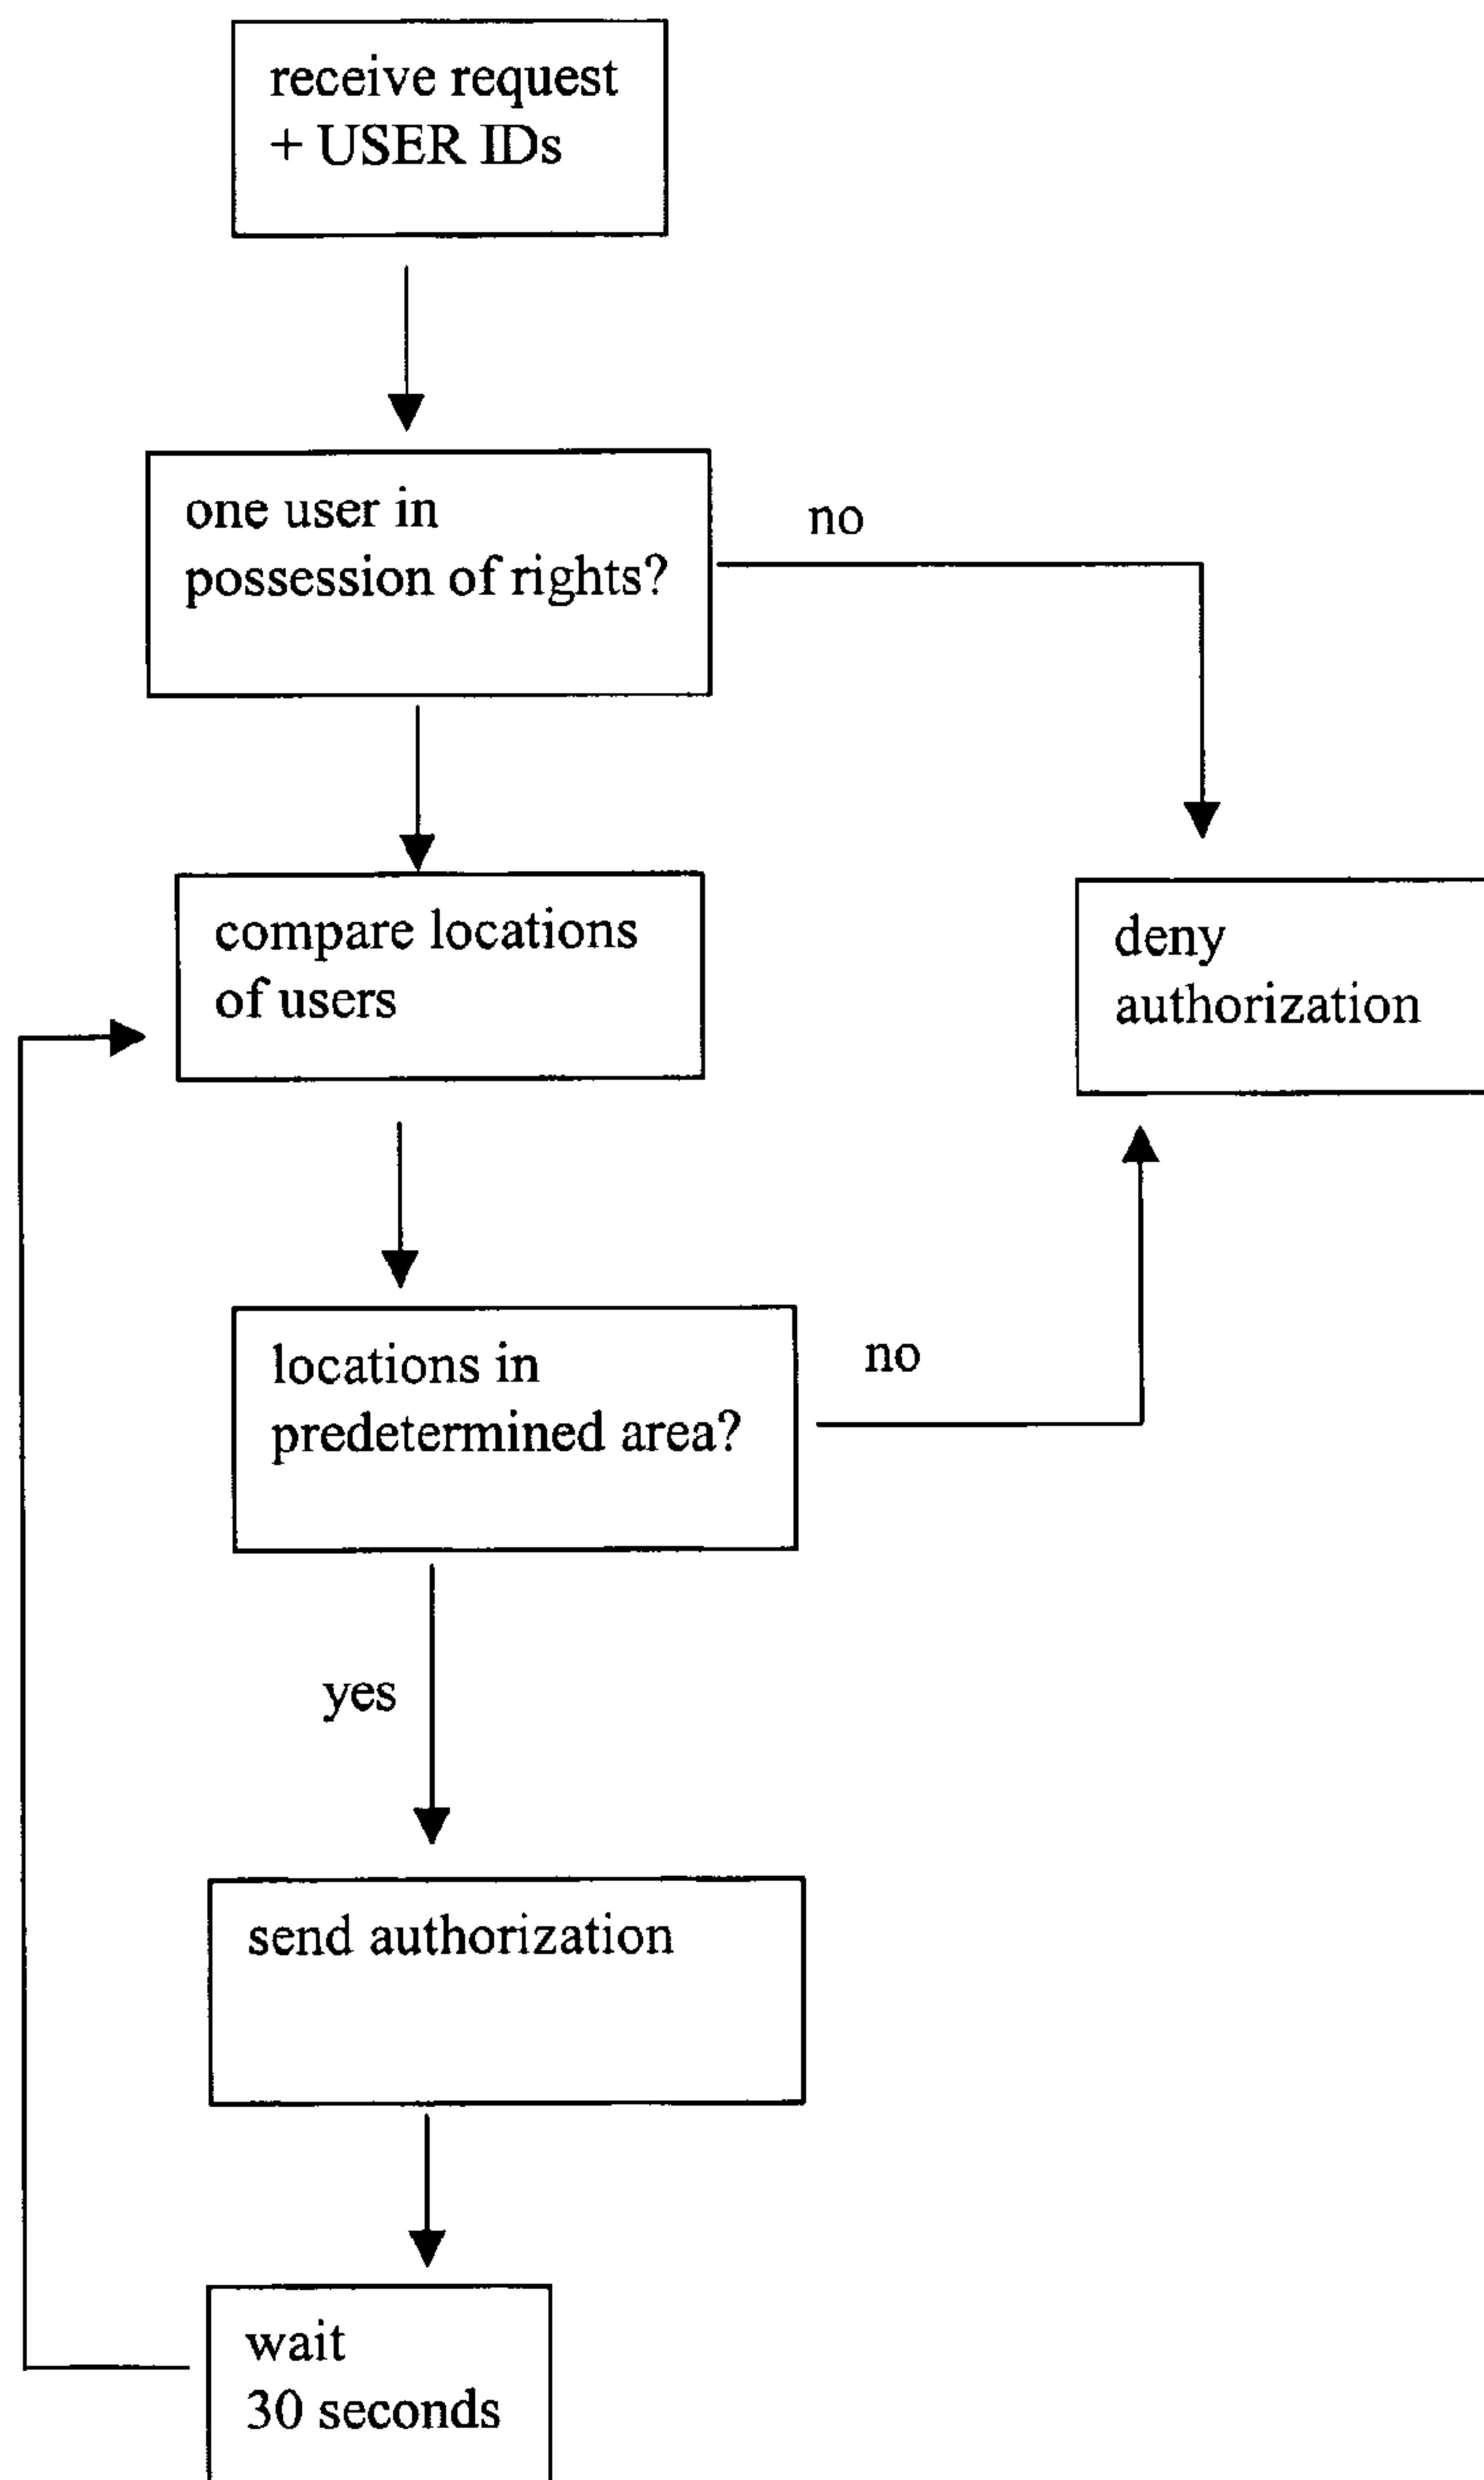 receive request
+ USER IDs
one user in
possession of rights?
no
compare locations
of users
deny
authorization
locations in
predetermined area?
no
yes
send authorization
wait
30 seconds